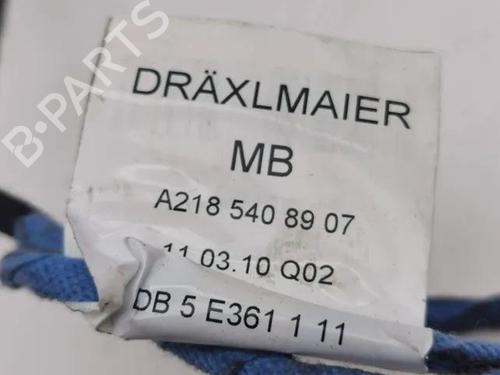 B-PARTS
DRÄXLMAIER
MB
A218 540 89 07
11.03.10 Q02
DB 5 E361 1 11